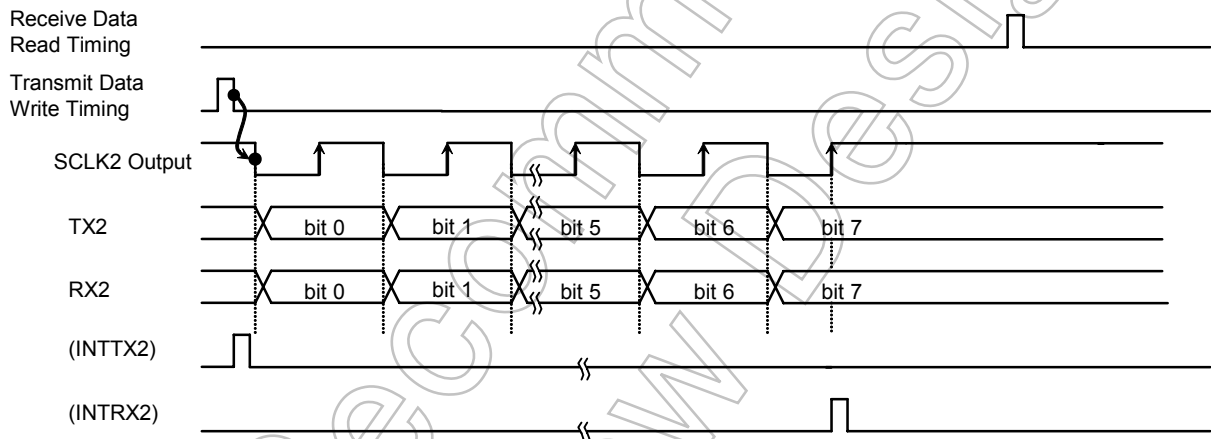 Receive Data
Read Timing
Transmit Data
Write Timing
SCLK2 Output
TX2
bit 0 bit 1 bit 5 bit 6 bit 7
RX2
bit 0 bit 1 bit 5 bit 6 bit 7
(INTTX2)
(INTRX2)